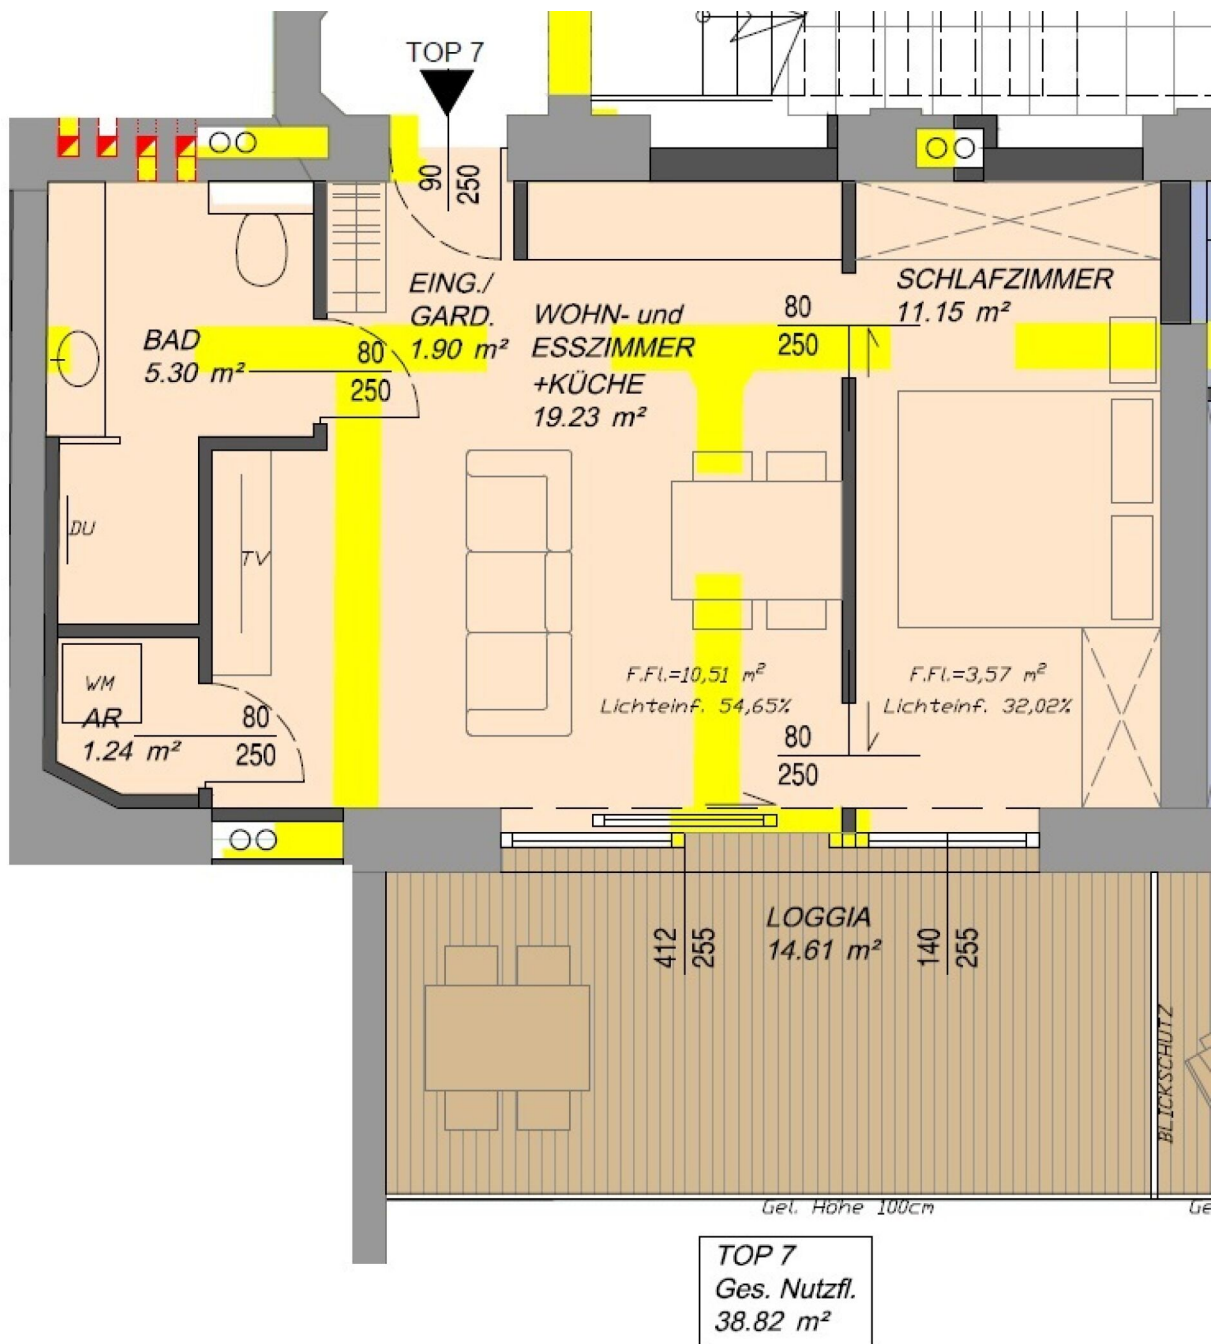 TOP 7
90
250
EING./
GARD.
1.90 m²
SCHLAFZIMMER
11.15 m²
WOHN- und
ESSZIMMER
+KÜCHE
19.23 m²
80
250
BAD
5.30 m²
80
250
DU
TV
F.Fl.=10,51 m²
Lichteinf. 54,65%
F.Fl.=3,57 m²
Lichteinf. 32,02%
WM
AR
1.24 m²
80
250
80
250
LOGGIA
14.61 m²
412
255
140
255
BLICKSCHUTZ
Gel. Höhe 100cm
Ge
TOP 7
Ges. Nutzfl.
38.82 m²